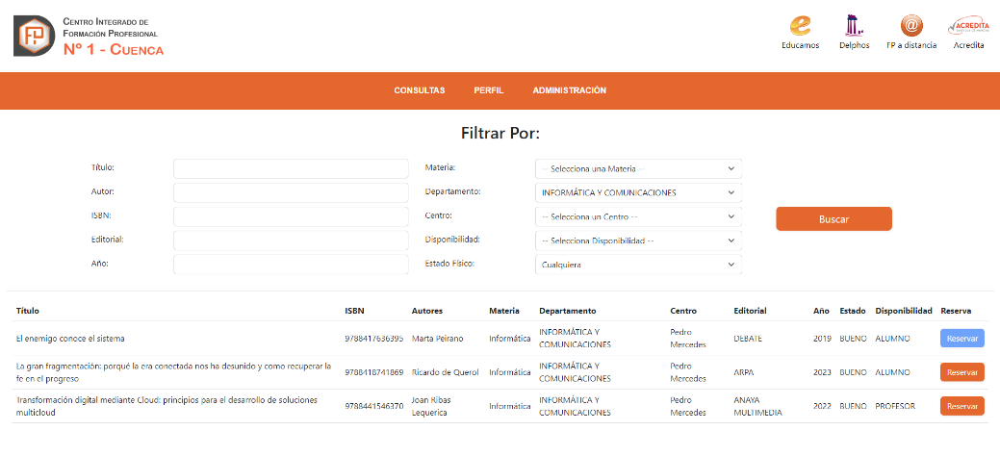 CENTRO INTEGRADO DE
FORMACIÓN PROFESIONAL
Nº 1 - CUENCA
FP
e
Educamos
Delphos
@
FP a distancia
ACREDITA
Acredita
CONSULTAS PERFIL ADMINISTRACIÓN
Filtrar Por:
Título: Materia: -- Selecciona una Materia --
Autor: Departamento: INFORMÁTICA Y COMUNICACIONES
ISBN: Centro: -- Selecciona un Centro --
Buscar
Editorial: Disponibilidad: -- Selecciona Disponibilidad --
Año: Estado Físico: Cualquiera
Título ISBN Autores Materia Departamento Centro Editorial Año Estado Disponibilidad Reserva
El enemigo conoce el sistema 9788417636395 Marta Peirano Informática INFORMÁTICA Y COMUNICACIONES Pedro Mercedes DEBATE 2019 BUENO ALUMNO Reservar
La gran fragmentación: porqué la era conectada nos ha desunido y como recuperar la fe en el progreso 9788418741869 Ricardo de Querol Informática INFORMÁTICA Y COMUNICACIONES Pedro Mercedes ARPA 2023 BUENO ALUMNO Reservar
Transformación digital mediante Cloud: principios para el desarrollo de soluciones multicloud 9788441546370 Joan Ribas Lequerica Informática INFORMÁTICA Y COMUNICACIONES Pedro Mercedes ANAYA MULTIMEDIA 2022 BUENO PROFESOR Reservar